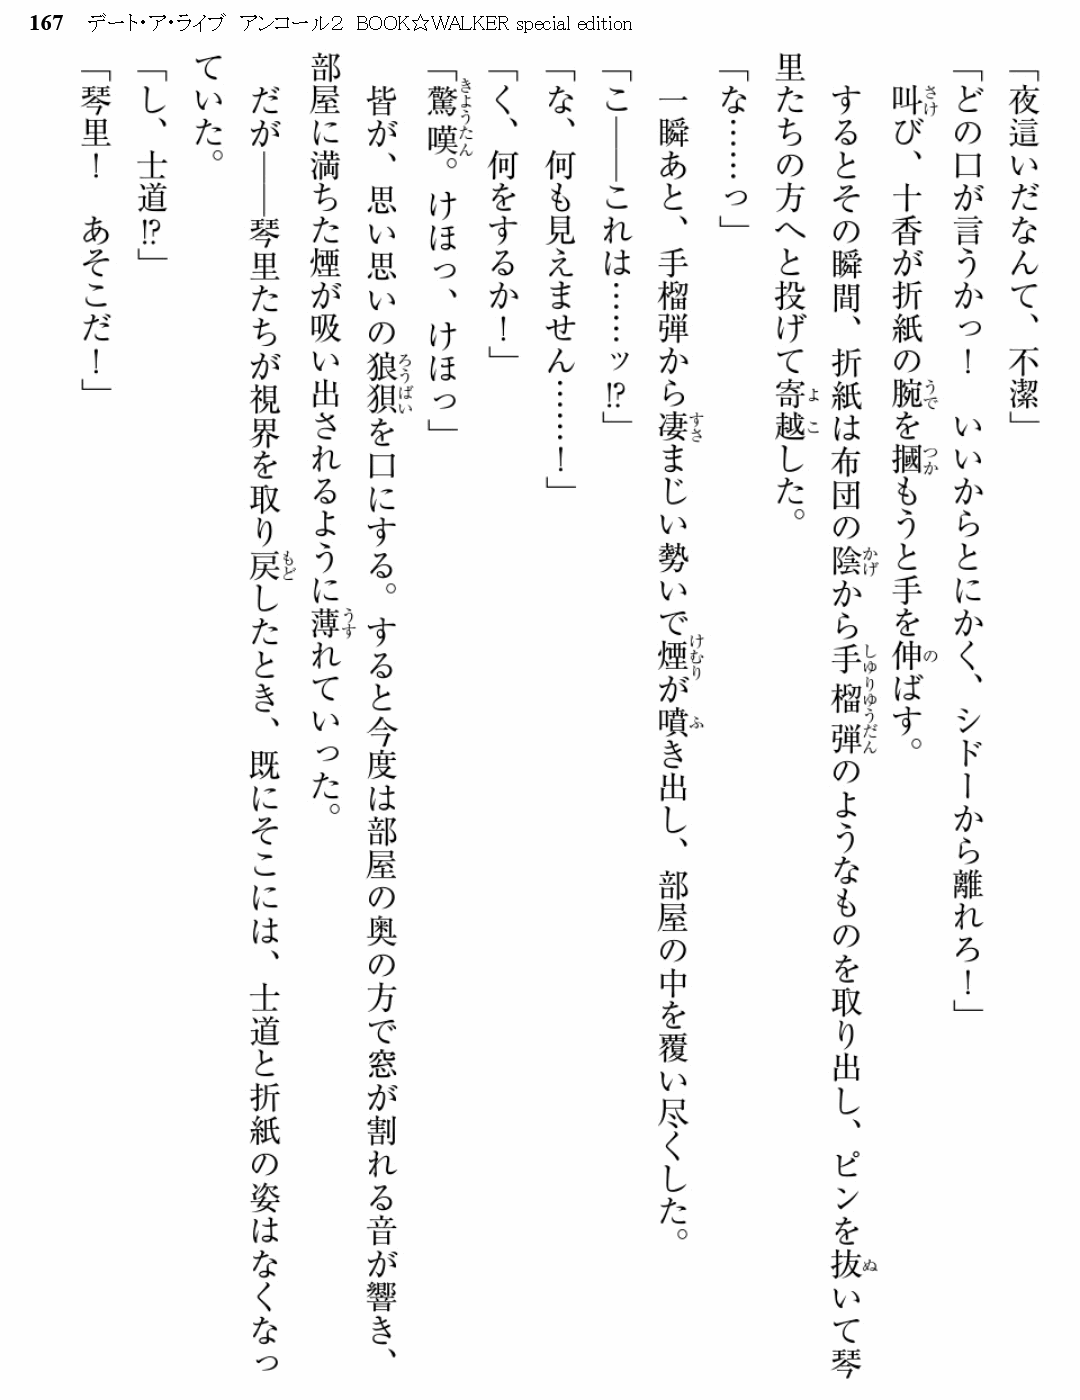 167 デート・ア・ライブ アンコール2 BOOK☆WALKER special edition
「夜這いだなんて、不潔」
「どの口が言うかっ！　いいからとにかく、シドーから離れろ！」
　叫び、十香が折紙の腕を摑もうと手を伸ばす。
　するとその瞬間、折紙は布団の陰から手榴弾のようなものを取り出し、ピンを抜いて琴
里たちの方へと投げて寄越した。
「な……っ」
　一瞬あと、手榴弾から凄まじい勢いで煙が噴き出し、部屋の中を覆い尽くした。
「こ――これは……ッ!?」
「な、何も見えません……！」
「く、何をするか！」
「驚嘆。けほっ、けほっ」
　皆が、思い思いの狼狽を口にする。すると今度は部屋の奥の方で窓が割れる音が響き、
部屋に満ちた煙が吸い出されるように薄れていった。
　だが――琴里たちが視界を取り戻したとき、既にそこには、士道と折紙の姿はなくなっ
ていた。
「し、士道!?」
「琴里！　あそこだ！」